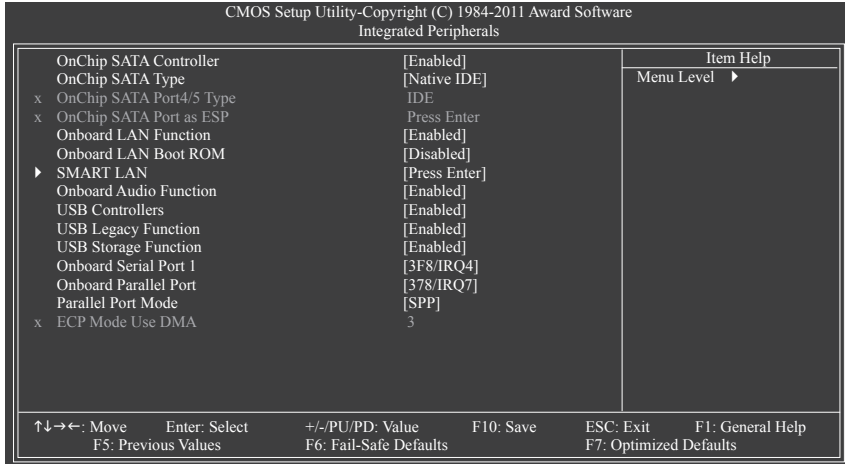 CMOS Setup Utility-Copyright (C) 1984-2011 Award Software
Integrated Peripherals
OnChip SATA Controller [Enabled] Item Help
OnChip SATA Type [Native IDE] Menu Level ▶
x OnChip SATA Port4/5 Type IDE
x OnChip SATA Port as ESP Press Enter
Onboard LAN Function [Enabled]
Onboard LAN Boot ROM [Disabled]
▶ SMART LAN [Press Enter]
Onboard Audio Function [Enabled]
USB Controllers [Enabled]
USB Legacy Function [Enabled]
USB Storage Function [Enabled]
Onboard Serial Port 1 [3F8/IRQ4]
Onboard Parallel Port [378/IRQ7]
Parallel Port Mode [SPP]
x ECP Mode Use DMA 3
↑↓→←: Move Enter: Select +/-/PU/PD: Value F10: Save ESC: Exit F1: General Help
F5: Previous Values F6: Fail-Safe Defaults F7: Optimized Defaults